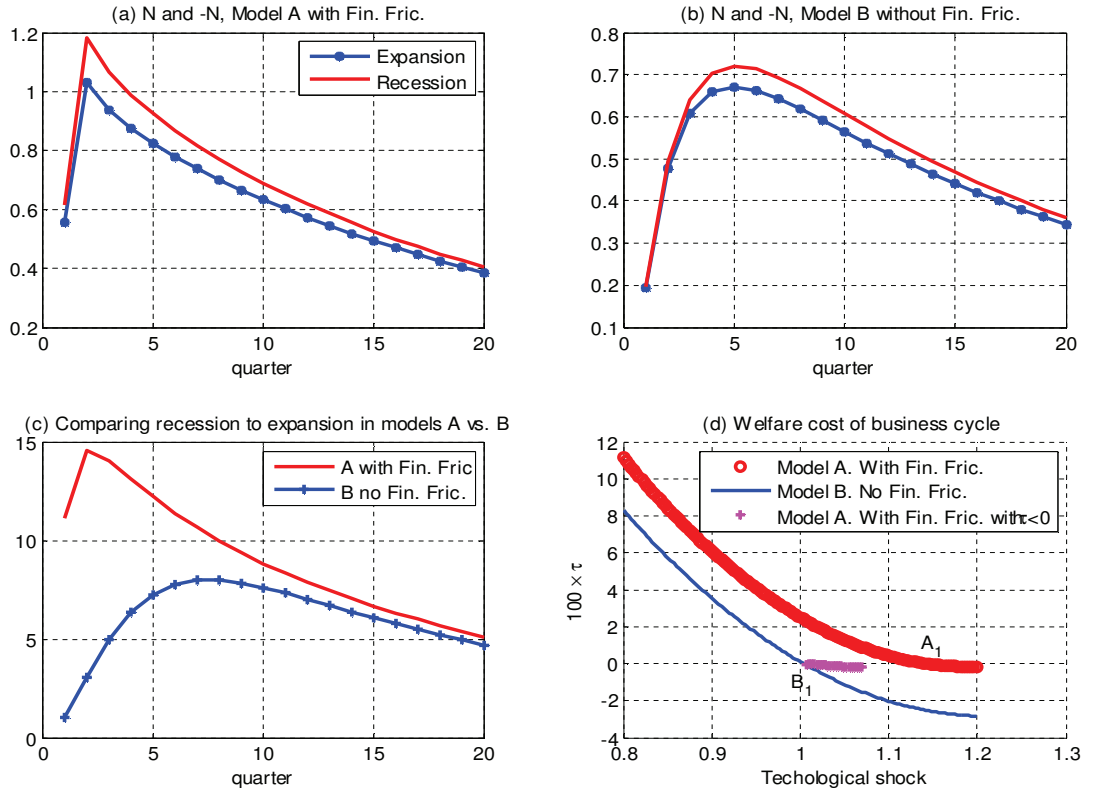 (a) N and -N, Model A with Fin. Fric.
1.2
1
0.8
0.6
0.4
0.2
0 5 10 15 20
quarter
Expansion
Recession
(b) N and -N, Model B without Fin. Fric.
0.8
0.7
0.6
0.5
0.4
0.3
0.2
0.1
0 5 10 15 20
quarter
(c) Comparing recession to expansion in models A vs. B
15
10
5
0
0 5 10 15 20
quarter
A with Fin. Fric
B no Fin. Fric.
(d) Welfare cost of business cycle
12
10
8
6
4
2
0
-2
-4
0.8 0.9 1 1.1 1.2 1.3
Techological shock
100 × τ
Model A. With Fin. Fric.
Model B. No Fin. Fric.
Model A. With Fin. Fric. withτ<0
A1
B1